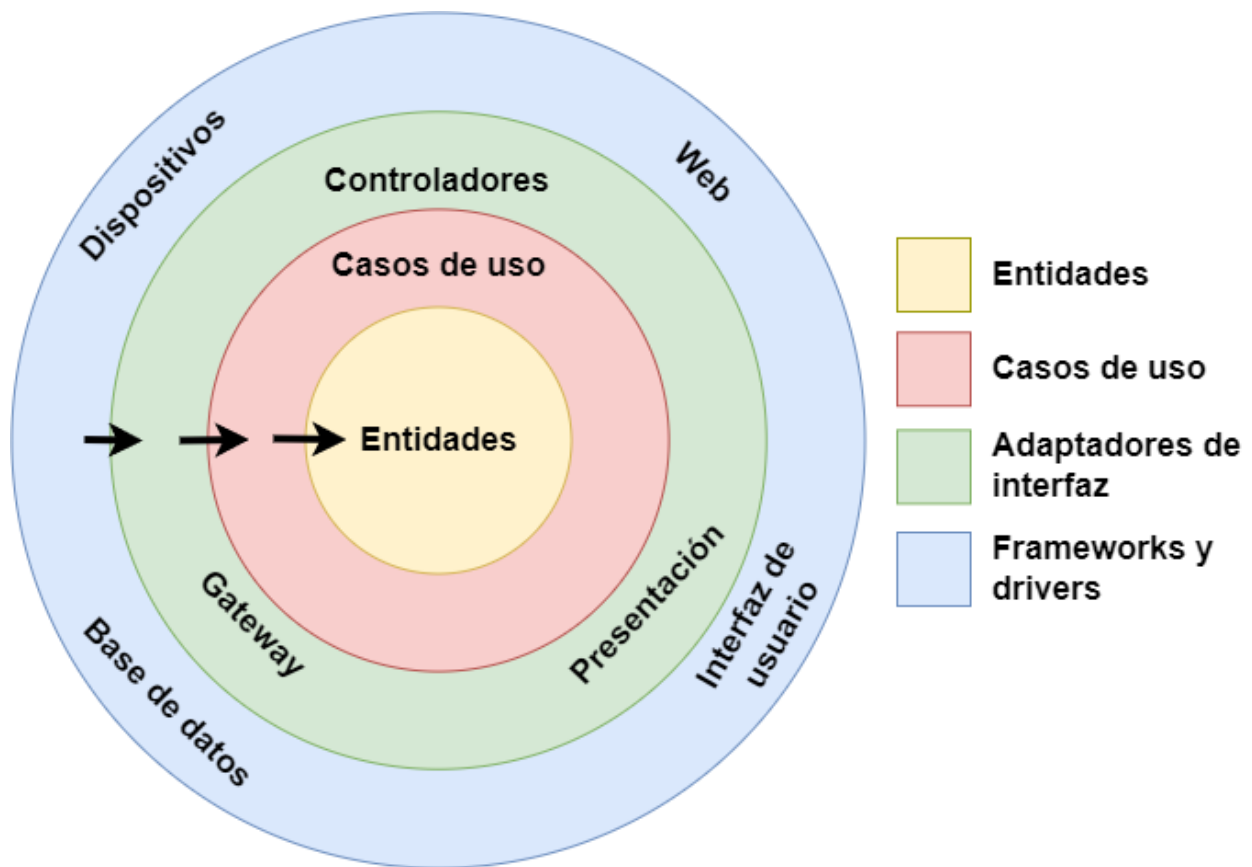 Dispositivos
Web
Controladores
Casos de uso
Entidades
Gateway
Presentación
Base de datos
Interfaz de
usuario
Entidades
Casos de uso
Adaptadores de
interfaz
Frameworks y
drivers